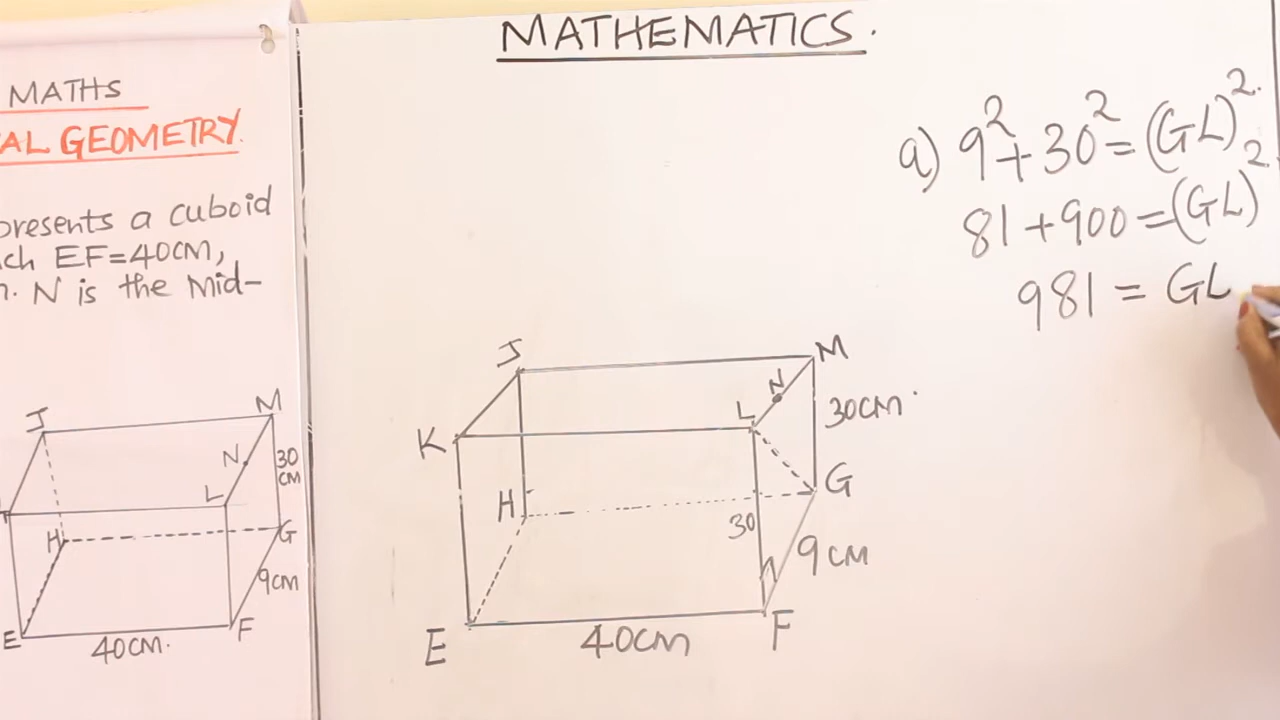 MATHS
AL GEOMETRY.
presents a cuboid
ch EF=40CM,
N is the Mid-
J
M
N
30
CM
L
H
G
9CM
E
F
40CM.
MATHEMATICS.
a) 9²+30²=(GL)².
81+900=(GL)²
981=GL
J
M
N
L
30CM.
K
H
G
30
9CM
E
40CM
F